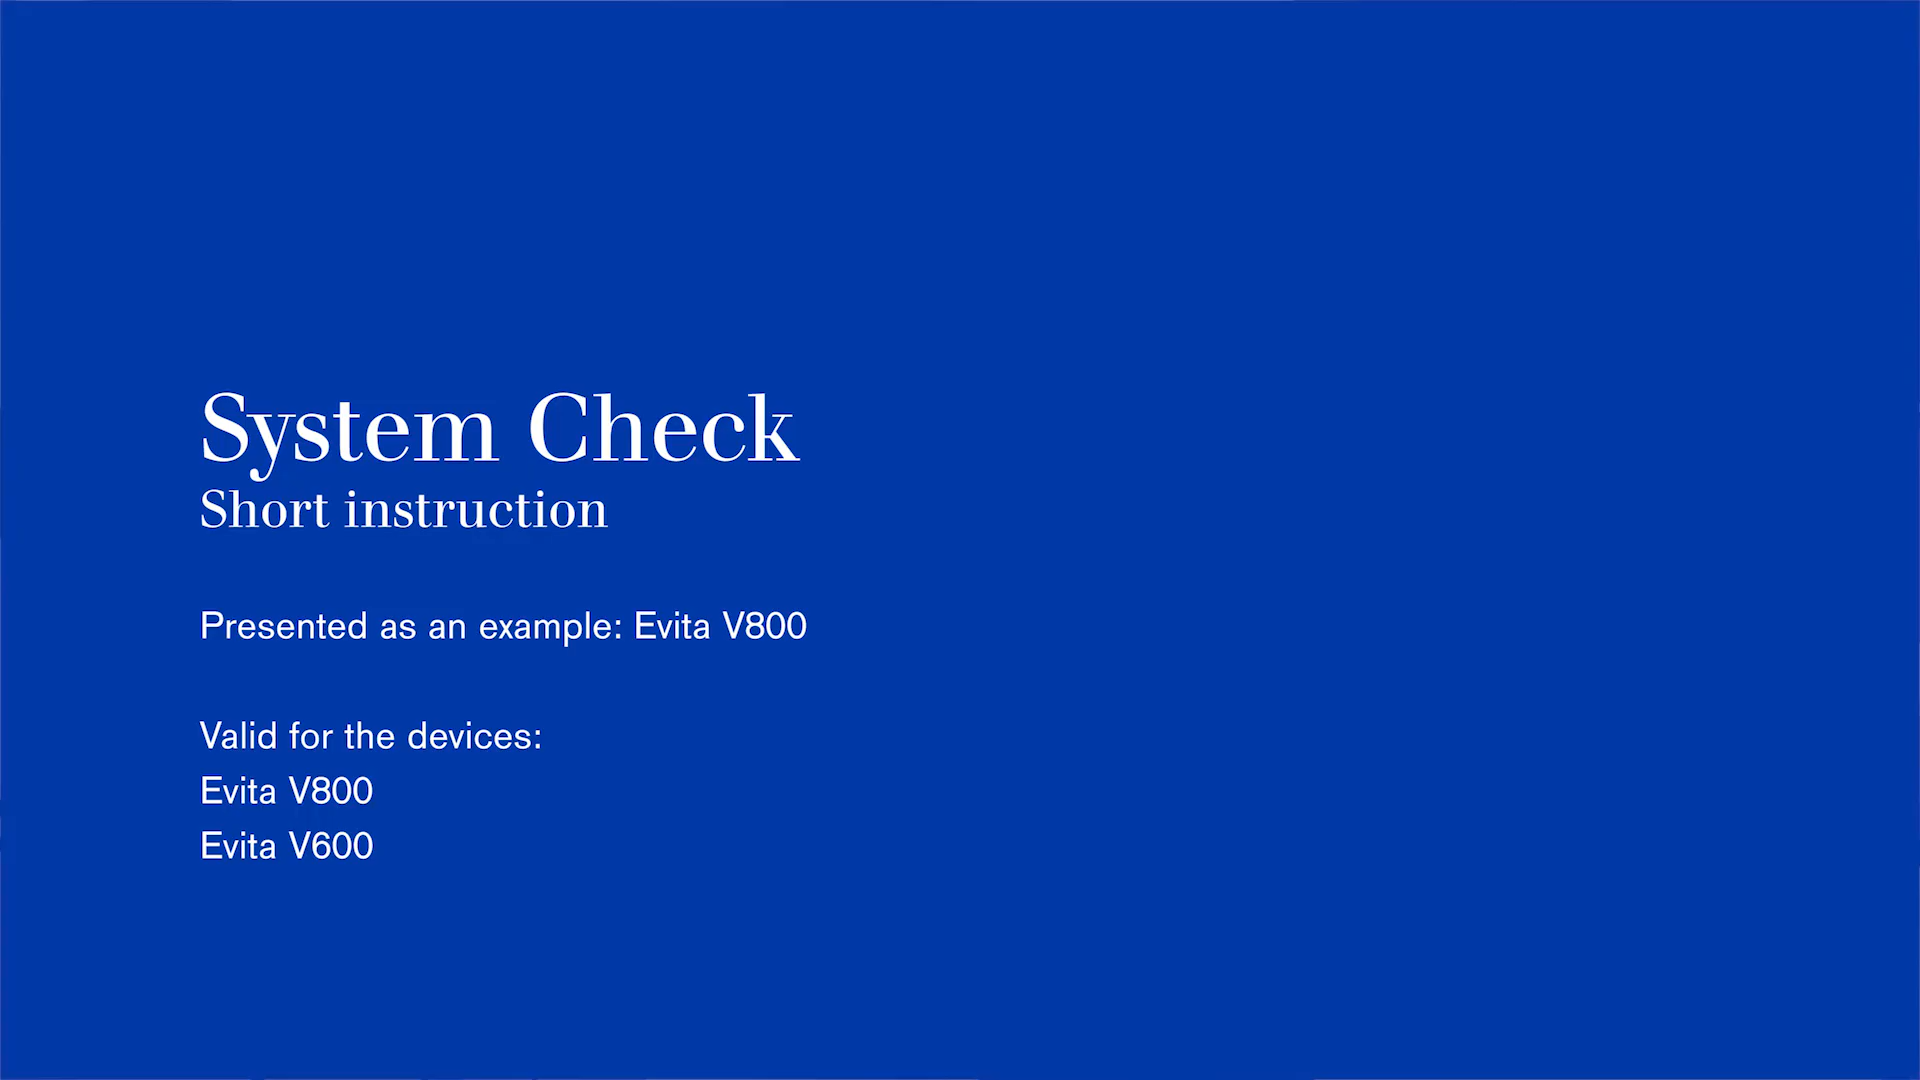 System Check
Short instruction
Presented as an example: Evita V800
Valid for the devices:
Evita V800
Evita V600